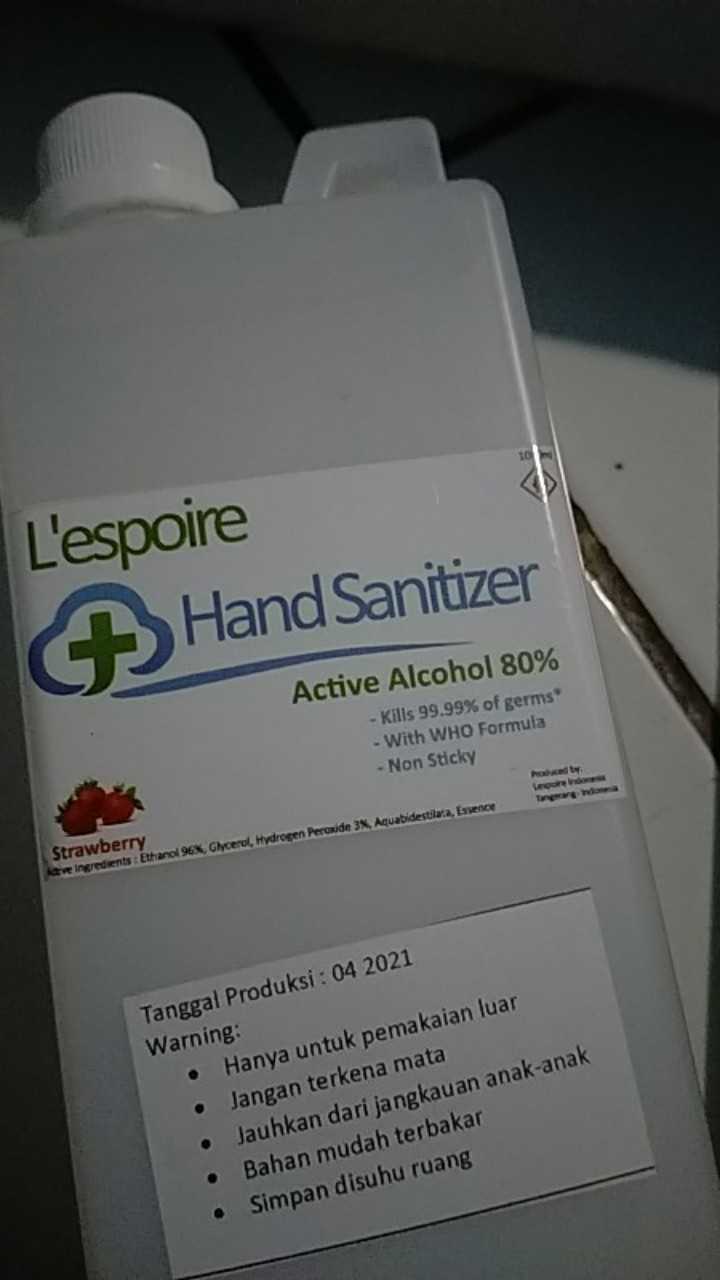 L'espoire
Hand Sanitizer
Active Alcohol 80%
- Kills 99.99% of germs*
- With WHO Formula
- Non Sticky
Produced by:
Lespoire Indonesia
Tangerang- Indonesia
Strawberry
Active Ingredients : Ethanol 96%, Glycerol, Hydrogen Peroxide 3%, Aquabidestilata, Essence
Tanggal Produksi : 04 2021
Warning:
• Hanya untuk pemakaian luar
• Jangan terkena mata
• Jauhkan dari jangkauan anak-anak
• Bahan mudah terbakar
• Simpan disuhu ruang